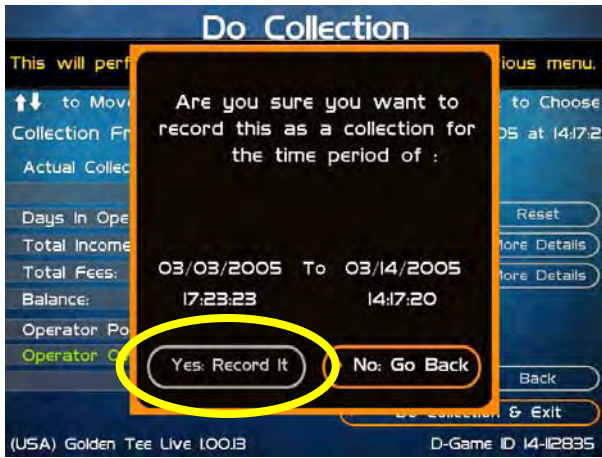 Do Collection
This will perf ious menu.
to Mov to Choose
Collection Fr 05 at 14:17:2
Actual Collec
Are you sure you want to
record this as a collection for
the time period of :
Days In Ope Reset
Total Income More Details
Total Fees: More Details
Balance:
03/03/2005 To 03/14/2005
17:23:23 14:17:20
Operator Po
Operator
Yes: Record It No: Go Back
Back
Do Collection & Exit
(USA) Golden Tee Live 1.00.13 D-Game ID 14-112835